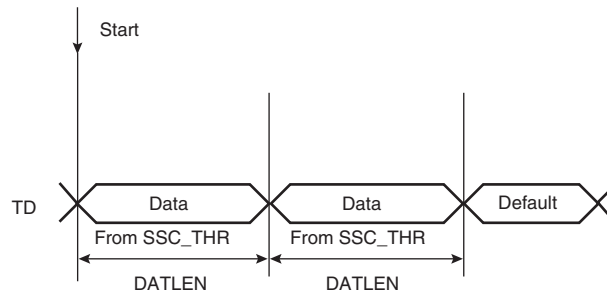 Start
TD
Data
Data
Default
From SSC_THR
From SSC_THR
DATLEN
DATLEN